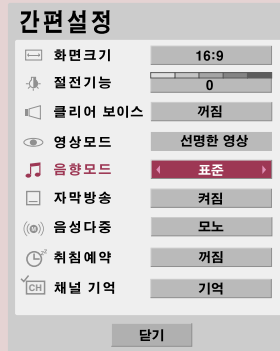 간편설정
화면크기 16:9
절전기능 0
클리어 보이스 꺼짐
영상모드 선명한 영상
음향모드 표준
자막방송 켜짐
음성다중 모노
취침예약 꺼짐
CH 채널 기억 기억
닫기